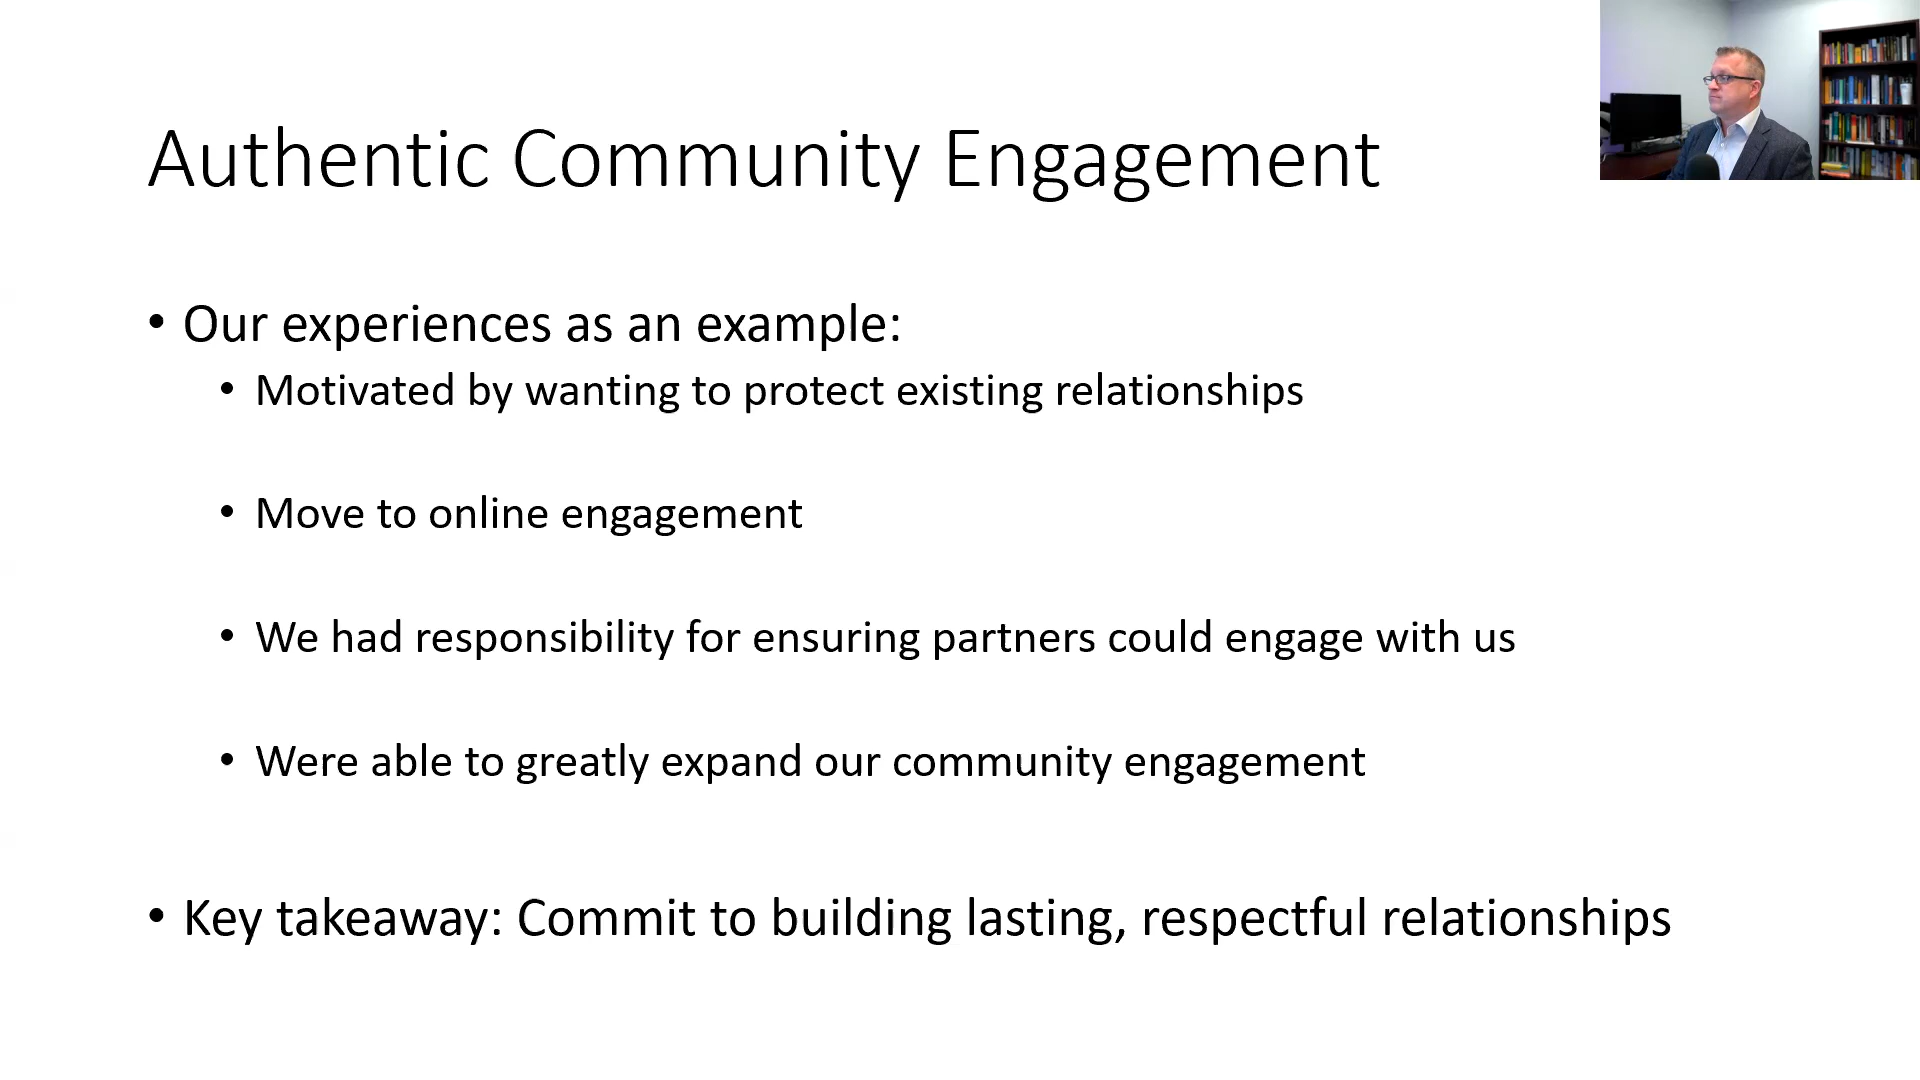 Authentic Community Engagement
• Our experiences as an example:
• Motivated by wanting to protect existing relationships
• Move to online engagement
• We had responsibility for ensuring partners could engage with us
• Were able to greatly expand our community engagement
• Key takeaway: Commit to building lasting, respectful relationships